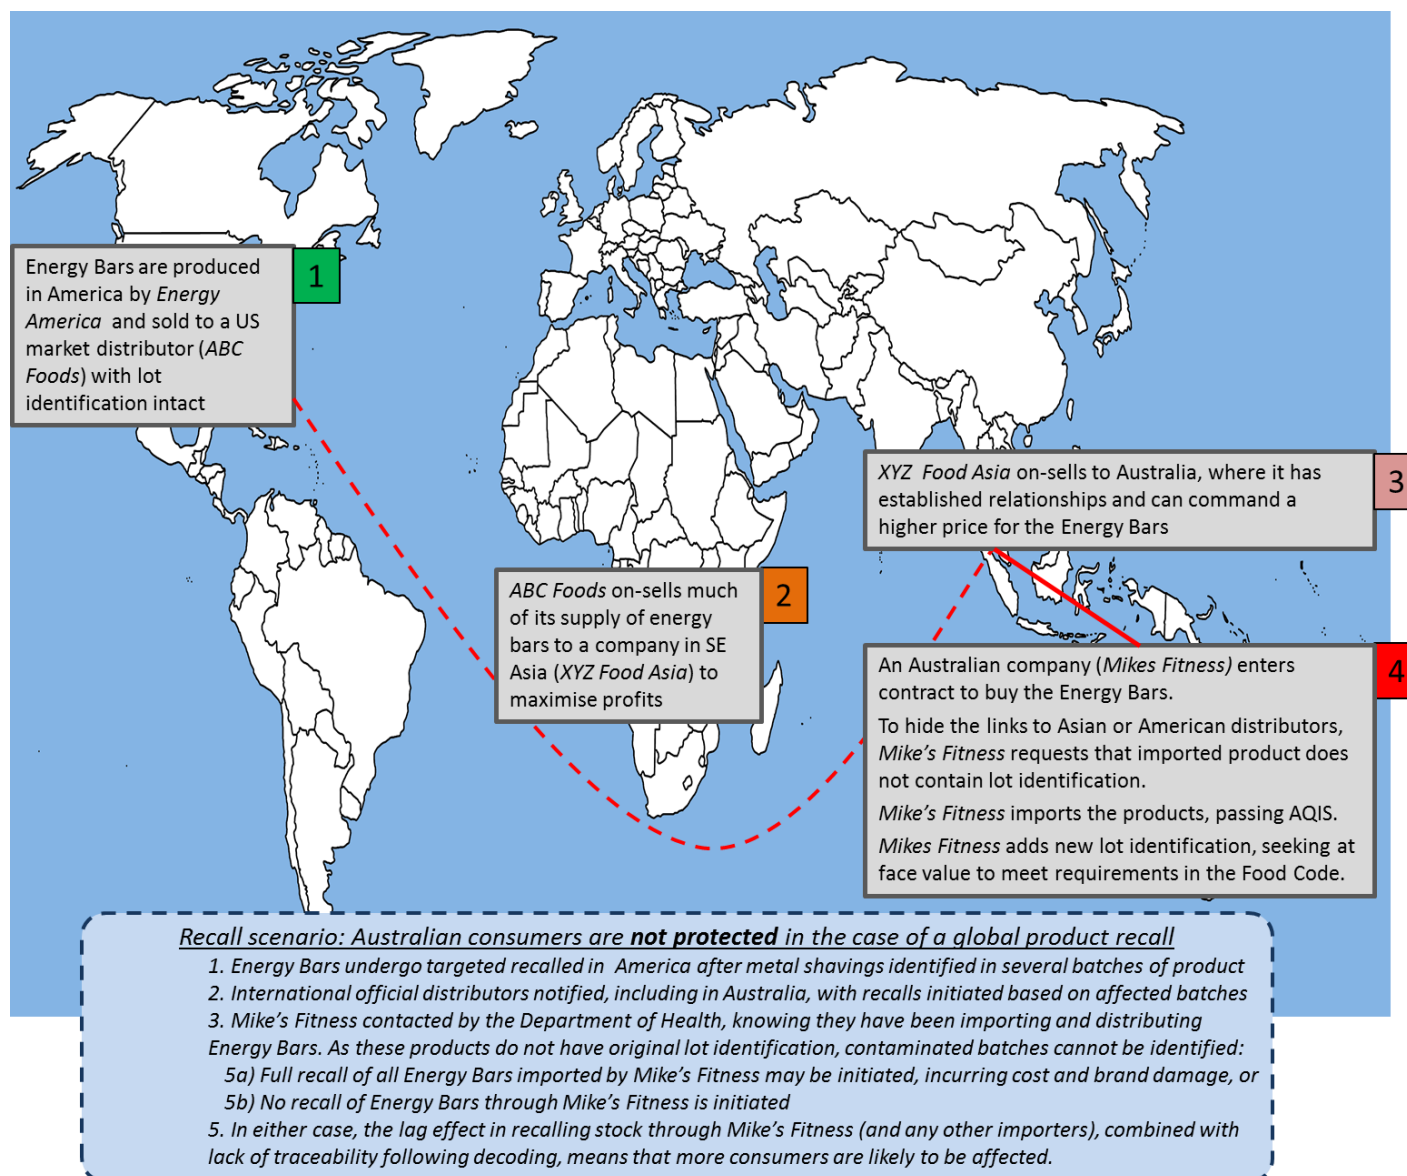 Energy Bars are produced
in America by Energy
America and sold to a US
market distributor (ABC
Foods) with lot
identification intact
1
ABC Foods on-sells much
of its supply of energy
bars to a company in SE
Asia (XYZ Food Asia) to
maximise profits
2
XYZ Food Asia on-sells to Australia, where it has
established relationships and can command a
higher price for the Energy Bars
3
An Australian company (Mikes Fitness) enters
contract to buy the Energy Bars.
To hide the links to Asian or American distributors,
Mike's Fitness requests that imported product does
not contain lot identification.
Mike's Fitness imports the products, passing AQIS.
Mikes Fitness adds new lot identification, seeking at
face value to meet requirements in the Food Code.
4
Recall scenario: Australian consumers are not protected in the case of a global product recall
1. Energy Bars undergo targeted recalled in America after metal shavings identified in several batches of product
2. International official distributors notified, including in Australia, with recalls initiated based on affected batches
3. Mike's Fitness contacted by the Department of Health, knowing they have been importing and distributing
Energy Bars. As these products do not have original lot identification, contaminated batches cannot be identified:
5a) Full recall of all Energy Bars imported by Mike's Fitness may be initiated, incurring cost and brand damage, or
5b) No recall of Energy Bars through Mike's Fitness is initiated
5. In either case, the lag effect in recalling stock through Mike's Fitness (and any other importers), combined with
lack of traceability following decoding, means that more consumers are likely to be affected.